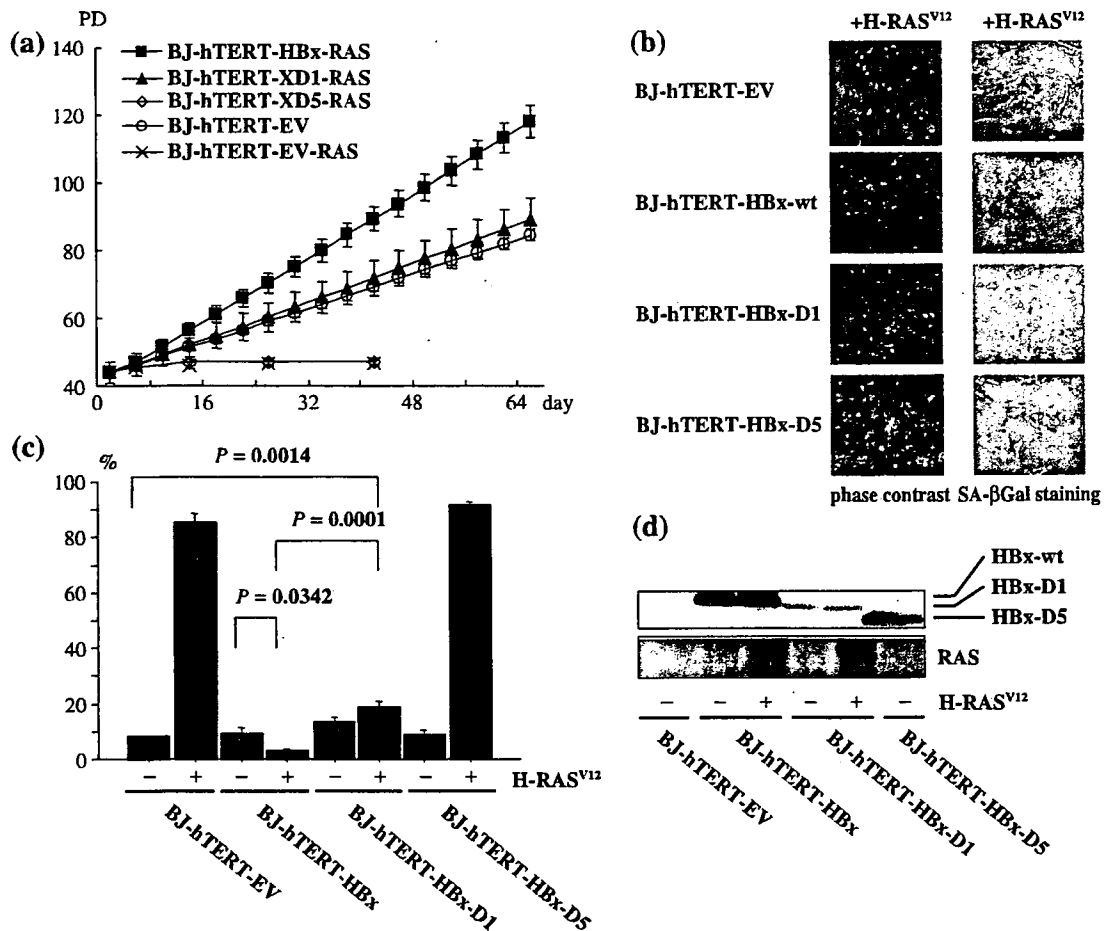 (a)
PD
140
120
100
80
60
40
0
16
32
48
64
day
BJ-hTERT-HBx-RAS
BJ-hTERT-XD1-RAS
BJ-hTERT-XD5-RAS
BJ-hTERT-EV
BJ-hTERT-EV-RAS
(b)
+H-RASV12
+H-RASV12
BJ-hTERT-EV
BJ-hTERT-HBx-wt
BJ-hTERT-HBx-D1
BJ-hTERT-HBx-D5
phase contrast
SA-βGal staining
(c)
%
100
80
60
40
20
0
P = 0.0014
P = 0.0001
P = 0.0342
− + − + − + − +
H-RASV12
BJ-hTERT-EV
BJ-hTERT-HBx
BJ-hTERT-HBx-D1
BJ-hTERT-HBx-D5
(d)
HBx-wt
HBx-D1
HBx-D5
RAS
− − + − + −
H-RASV12
BJ-hTERT-EV
BJ-hTERT-HBx
BJ-hTERT-HBx-D1
BJ-hTERT-HBx-D5